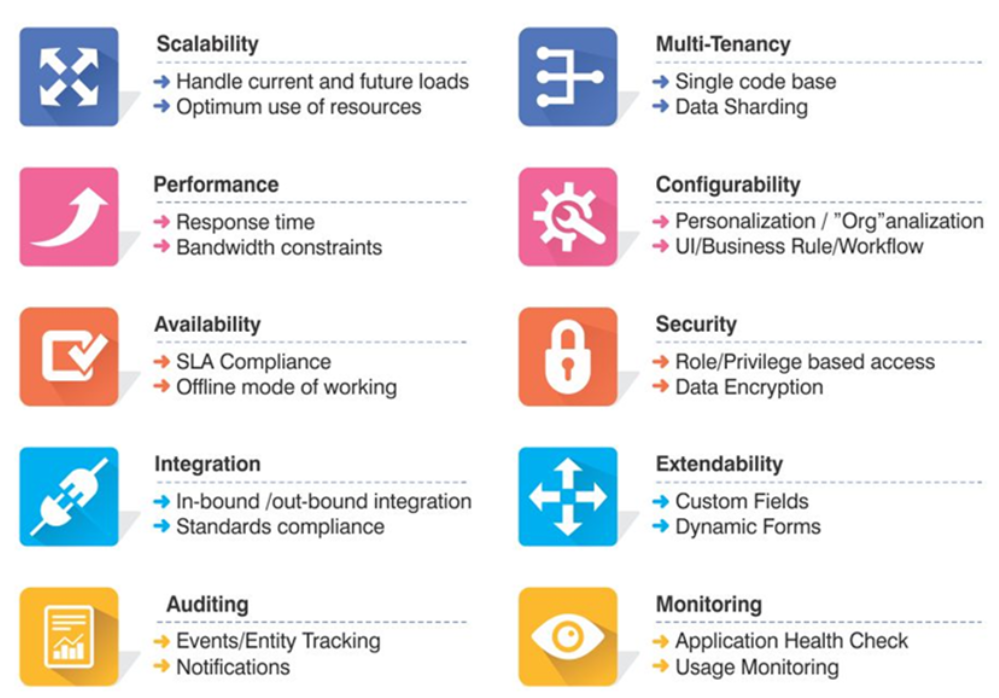 Scalability
Handle current and future loads
Optimum use of resources
Multi-Tenancy
Single code base
Data Sharding
Performance
Response time
Bandwidth constraints
Configurability
Personalization / ”Org”analization
UI/Business Rule/Workflow
Availability
SLA Compliance
Offline mode of working
Security
Role/Privilege based access
Data Encryption
Integration
In-bound /out-bound integration
Standards compliance
Extendability
Custom Fields
Dynamic Forms
Auditing
Events/Entity Tracking
Notifications
Monitoring
Application Health Check
Usage Monitoring